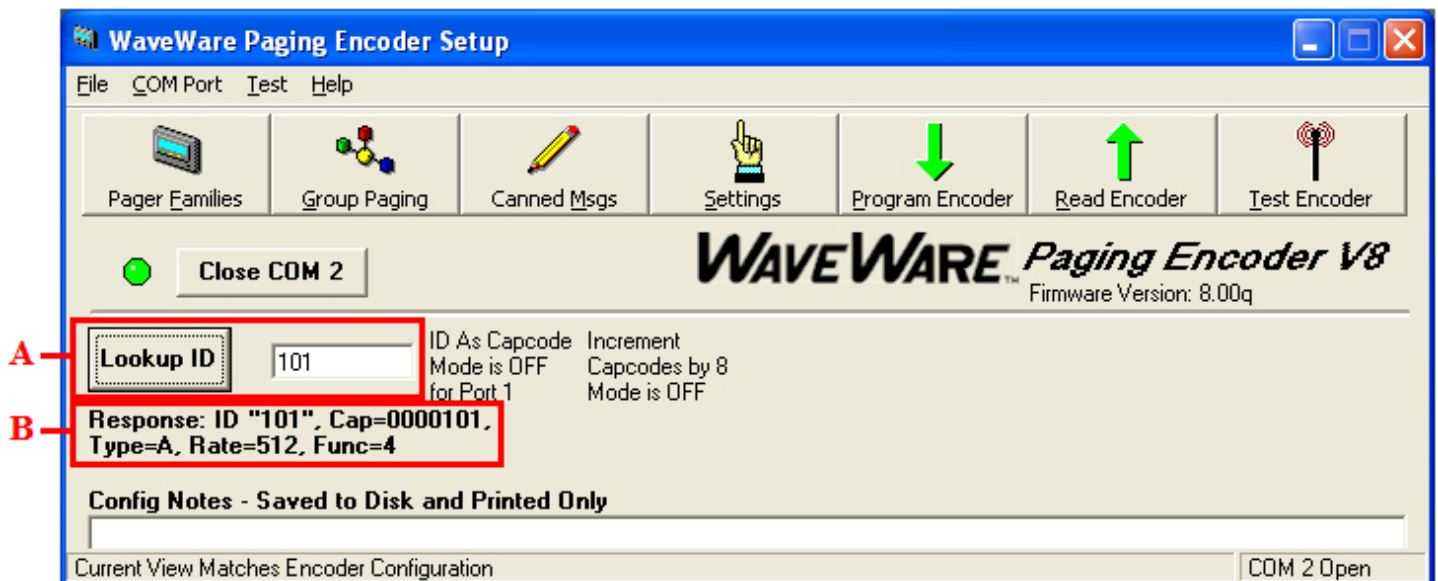 WaveWare Paging Encoder Setup
File COM Port Test Help
Pager Families Group Paging Canned Msgs Settings Program Encoder Read Encoder Test Encoder
Close COM 2
WAVEWARE™ Paging Encoder V8
Firmware Version: 8.00q
A
Lookup ID 101
ID As Capcode
Mode is OFF
for Port 1
Increment
Capcodes by 8
Mode is OFF
B
Response: ID "101", Cap=0000101,
Type=A, Rate=512, Func=4
Config Notes - Saved to Disk and Printed Only
Current View Matches Encoder Configuration COM 2 Open